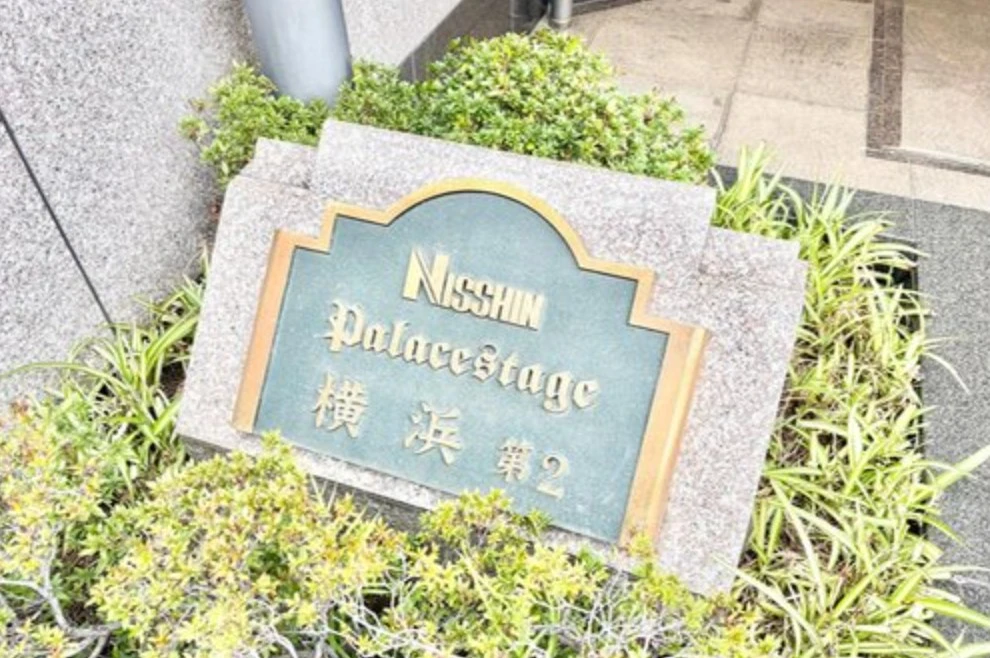 NISSHIN
Palacestage
横浜 第2